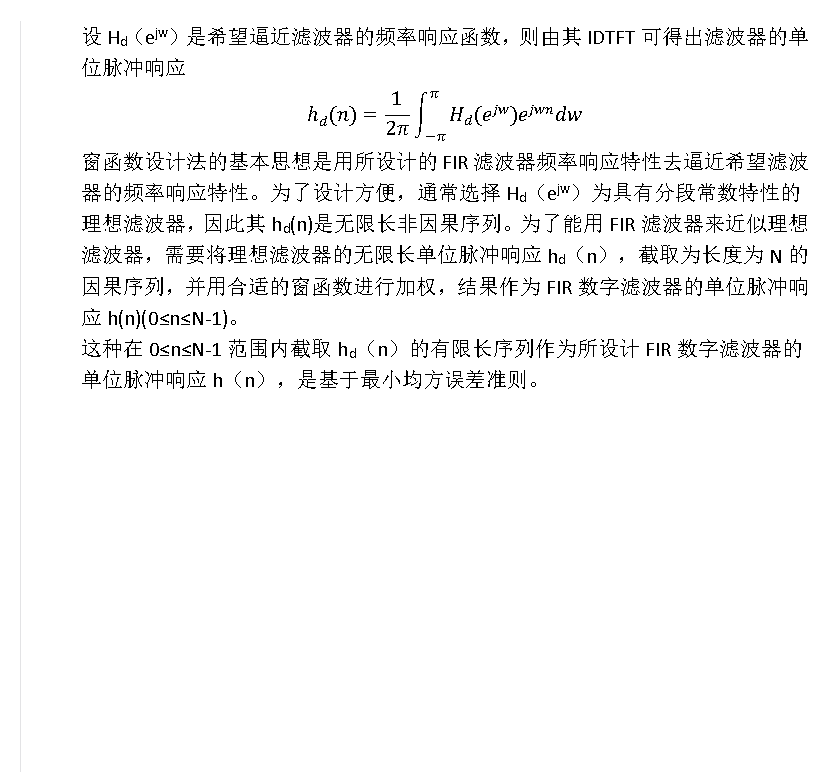 设 Hd（ejw）是希望逼近滤波器的频率响应函数，则由其 IDTFT 可得出滤波器的单
位脉冲响应
h_d(n) = \frac{1}{2π} \int_{-π}^{π} H_d(e^{jw})e^{jwn}dw
窗函数设计法的基本思想是用所设计的 FIR 滤波器频率响应特性去逼近希望滤波
器的频率响应特性。为了设计方便，通常选择 Hd（ejw）为具有分段常数特性的
理想滤波器，因此其 hd(n)是无限长非因果序列。为了能用 FIR 滤波器来近似理想
滤波器，需要将理想滤波器的无限长单位脉冲响应 hd（n），截取为长度为 N 的
因果序列，并用合适的窗函数进行加权，结果作为 FIR 数字滤波器的单位脉冲响
应 h(n)(0≤n≤N-1)。
这种在 0≤n≤N-1 范围内截取 hd（n）的有限长序列作为所设计 FIR 数字滤波器的
单位脉冲响应 h（n），是基于最小均方误差准则。